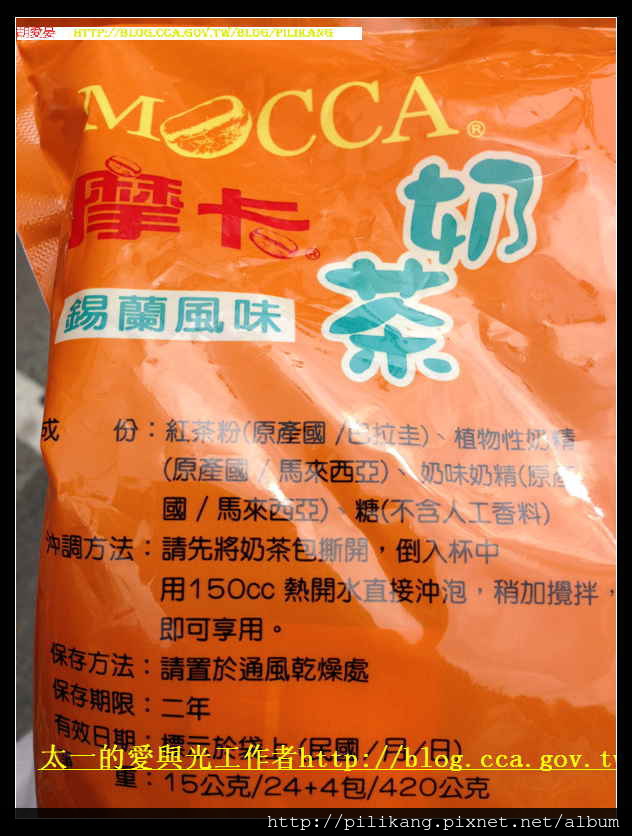 胡愛晏 HTTP://BLOG.CCA.GOV.TW/BLOG/PILIKANG
MOCCA®
摩卡® 奶茶
錫蘭風味
成 份：紅茶粉(原產國 /巴拉圭)、植物性奶精
(原產國 / 馬來西亞)、奶味奶精(原產
國 / 馬來西亞)、糖(不含人工香料)
沖調方法：請先將奶茶包撕開，倒入杯中
用150cc 熱開水直接沖泡，稍加攪拌，
即可享用。
保存方法：請置於通風乾燥處
保存期限：二年
有效日期：標示於袋上(民國/月/日)
太一的愛與光工作者http://blog.cca.gov.tw
量：15公克/24+4包/420公克
http://pilikang.pixnet.net/album